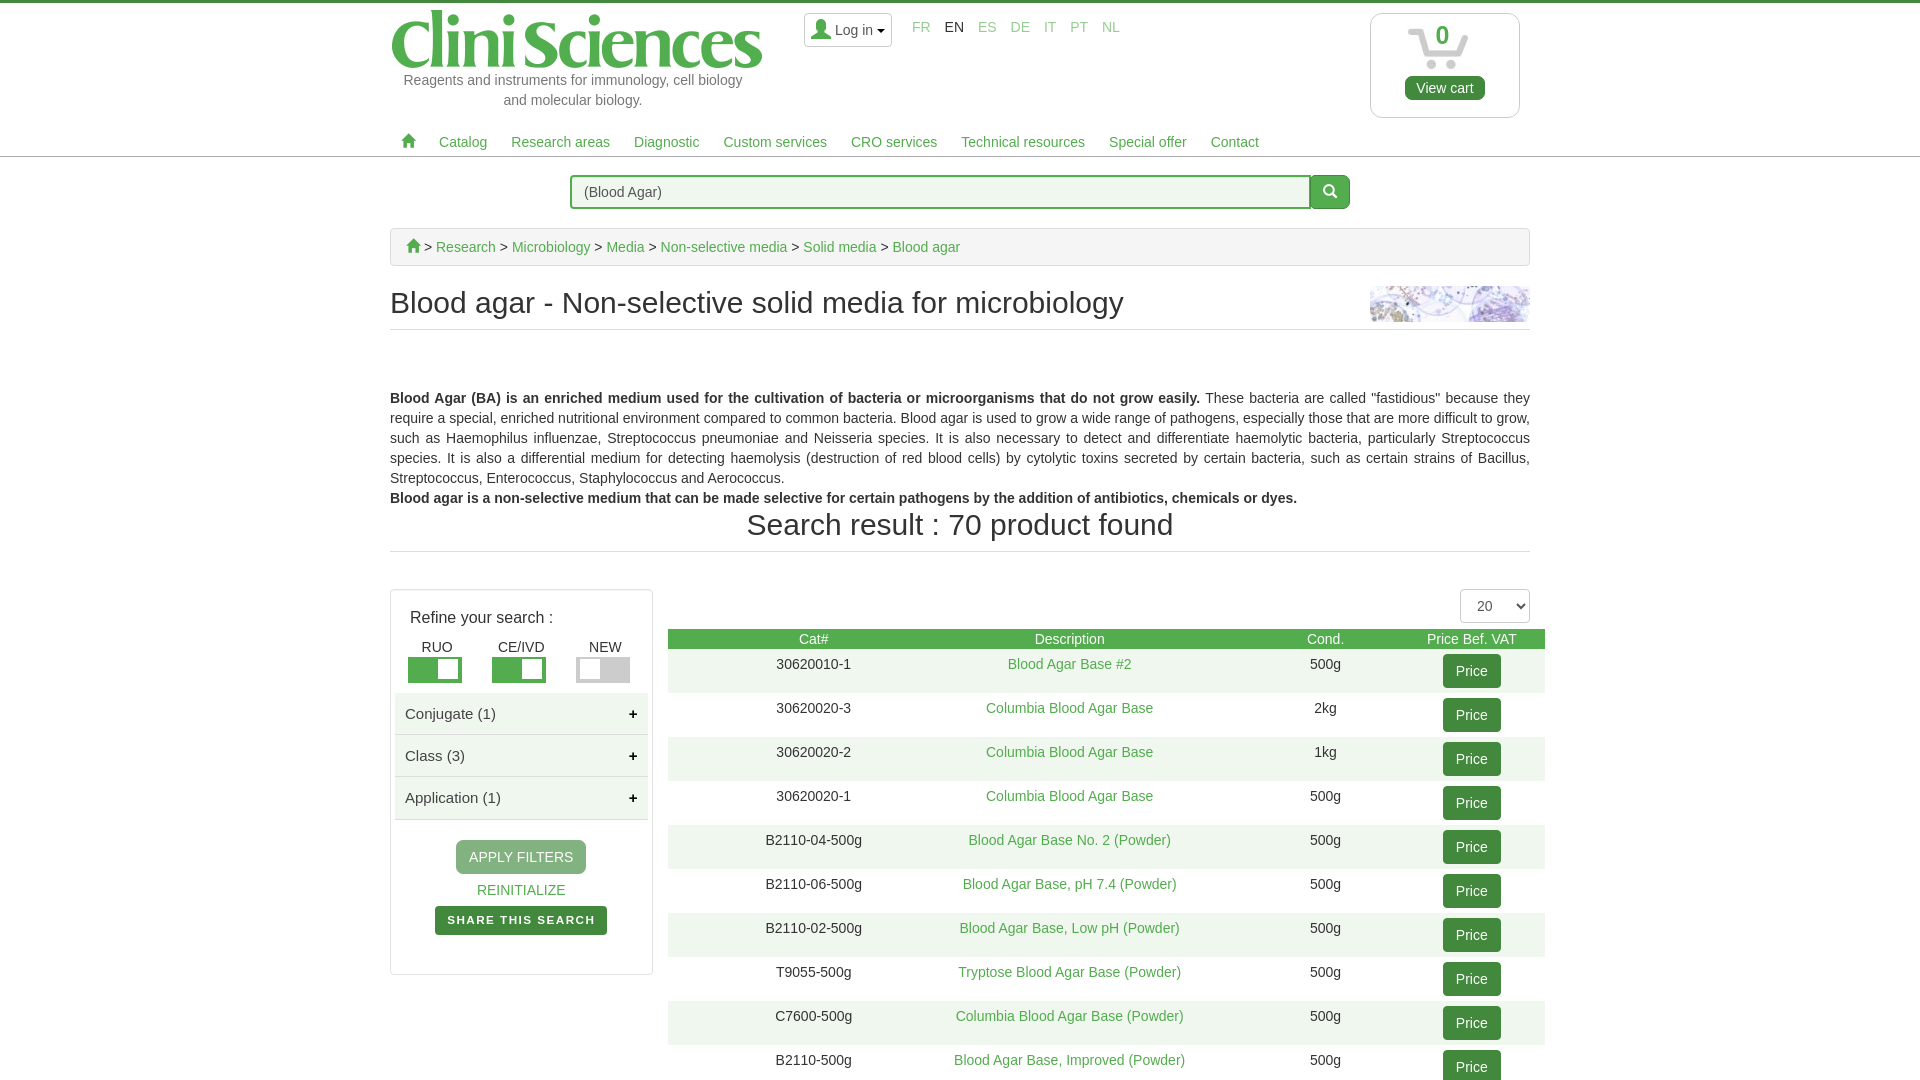 CliniSciences
Reagents and instruments for immunology, cell biology
and molecular biology.
Log in
FR EN ES DE IT PT NL
0
View cart
Catalog Research areas Diagnostic Custom services CRO services Technical resources Special offer Contact
(Blood Agar)
> Research > Microbiology > Media > Non-selective media > Solid media > Blood agar
Blood agar - Non-selective solid media for microbiology
Blood Agar (BA) is an enriched medium used for the cultivation of bacteria or microorganisms that do not grow easily. These bacteria are called "fastidious" because they
require a special, enriched nutritional environment compared to common bacteria. Blood agar is used to grow a wide range of pathogens, especially those that are more difficult to grow,
such as Haemophilus influenzae, Streptococcus pneumoniae and Neisseria species. It is also necessary to detect and differentiate haemolytic bacteria, particularly Streptococcus
species. It is also a differential medium for detecting haemolysis (destruction of red blood cells) by cytolytic toxins secreted by certain bacteria, such as certain strains of Bacillus,
Streptococcus, Enterococcus, Staphylococcus and Aerococcus.
Blood agar is a non-selective medium that can be made selective for certain pathogens by the addition of antibiotics, chemicals or dyes.
Search result : 70 product found
Refine your search :
RUO CE/IVD NEW
Conjugate (1) +
Class (3) +
Application (1) +
APPLY FILTERS
REINITIALIZE
SHARE THIS SEARCH
20
Cat# Description Cond. Price Bef. VAT
30620010-1 Blood Agar Base #2 500g Price
30620020-3 Columbia Blood Agar Base 2kg Price
30620020-2 Columbia Blood Agar Base 1kg Price
30620020-1 Columbia Blood Agar Base 500g Price
B2110-04-500g Blood Agar Base No. 2 (Powder) 500g Price
B2110-06-500g Blood Agar Base, pH 7.4 (Powder) 500g Price
B2110-02-500g Blood Agar Base, Low pH (Powder) 500g Price
T9055-500g Tryptose Blood Agar Base (Powder) 500g Price
C7600-500g Columbia Blood Agar Base (Powder) 500g Price
B2110-500g Blood Agar Base, Improved (Powder) 500g Price